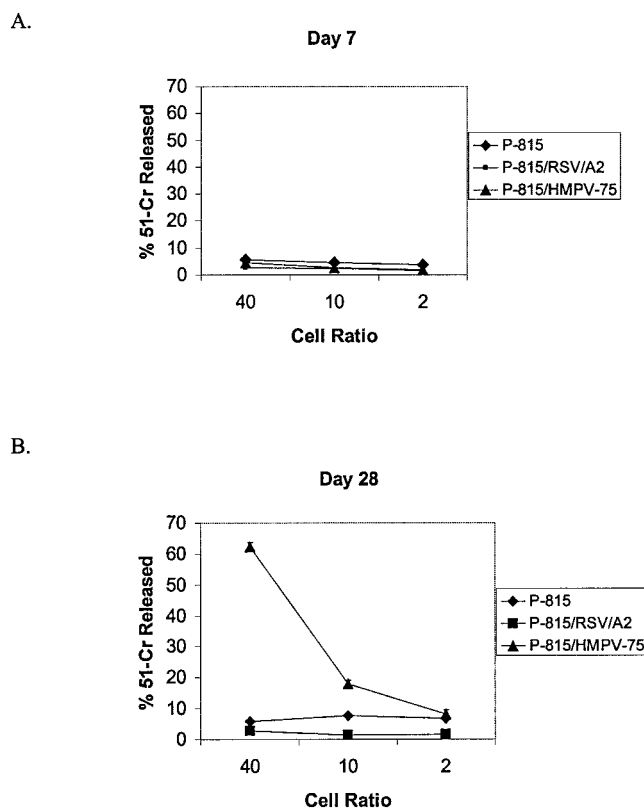 A.
Day 7
% 51-Cr Released
70
60
50
40
30
20
10
0
40 10 2
Cell Ratio
P-815
P-815/RSV/A2
P-815/HMPV-75
B.
Day 28
% 51-Cr Released
70
60
50
40
30
20
10
0
40 10 2
Cell Ratio
P-815
P-815/RSV/A2
P-815/HMPV-75